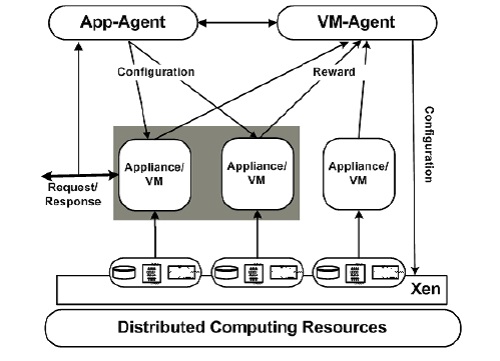 App-Agent
VM-Agent
Configuration
Reward
Configuration
Appliance/
VM
Appliance/
VM
Appliance/
VM
Request/
Response
Xen
Distributed Computing Resources